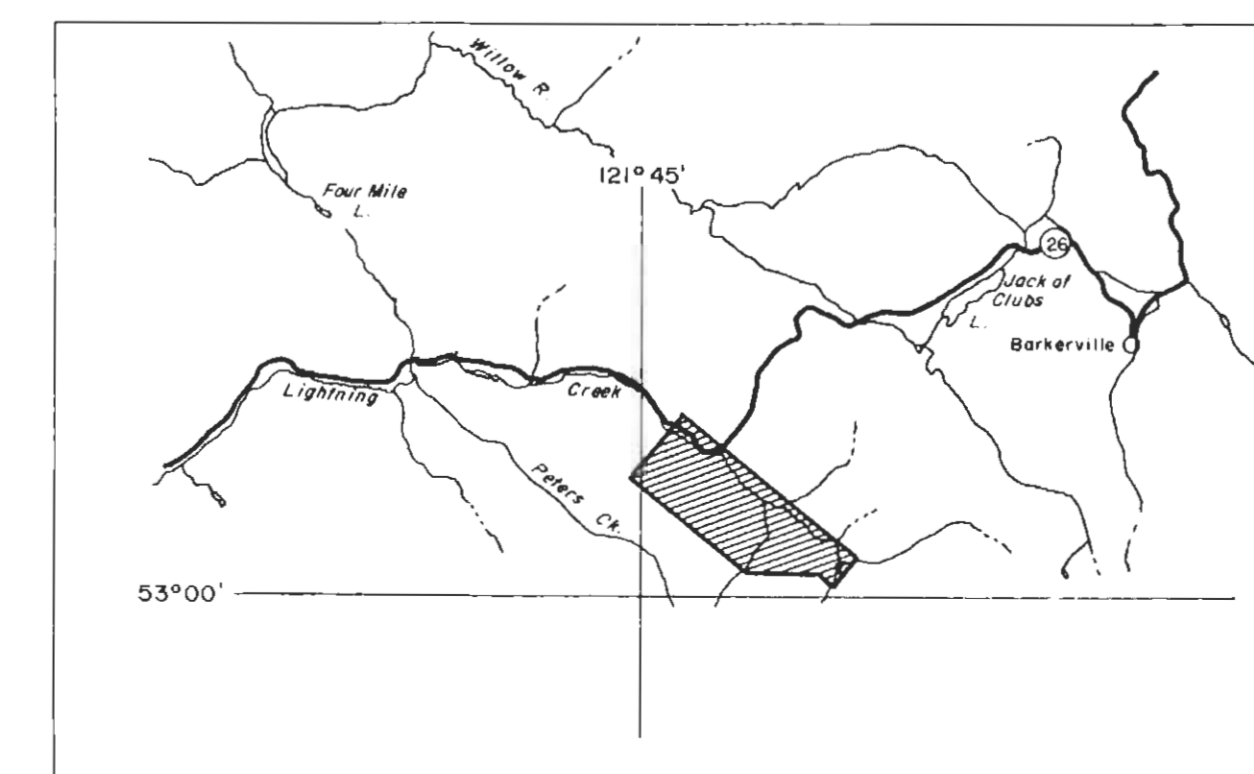 Willow R.
121° 45'
Four Mile
L.
26
Jack of
Clubs
L.
Barkerville
Lightning
Creek
Peters Ck.
53°00'